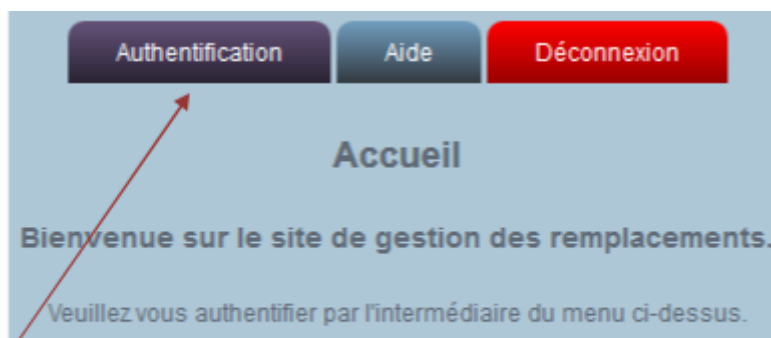 Authentification Aide Déconnexion
Accueil
Bienvenue sur le site de gestion des remplacements.
Veuillez vous authentifier par l'intermédiaire du menu ci-dessus.